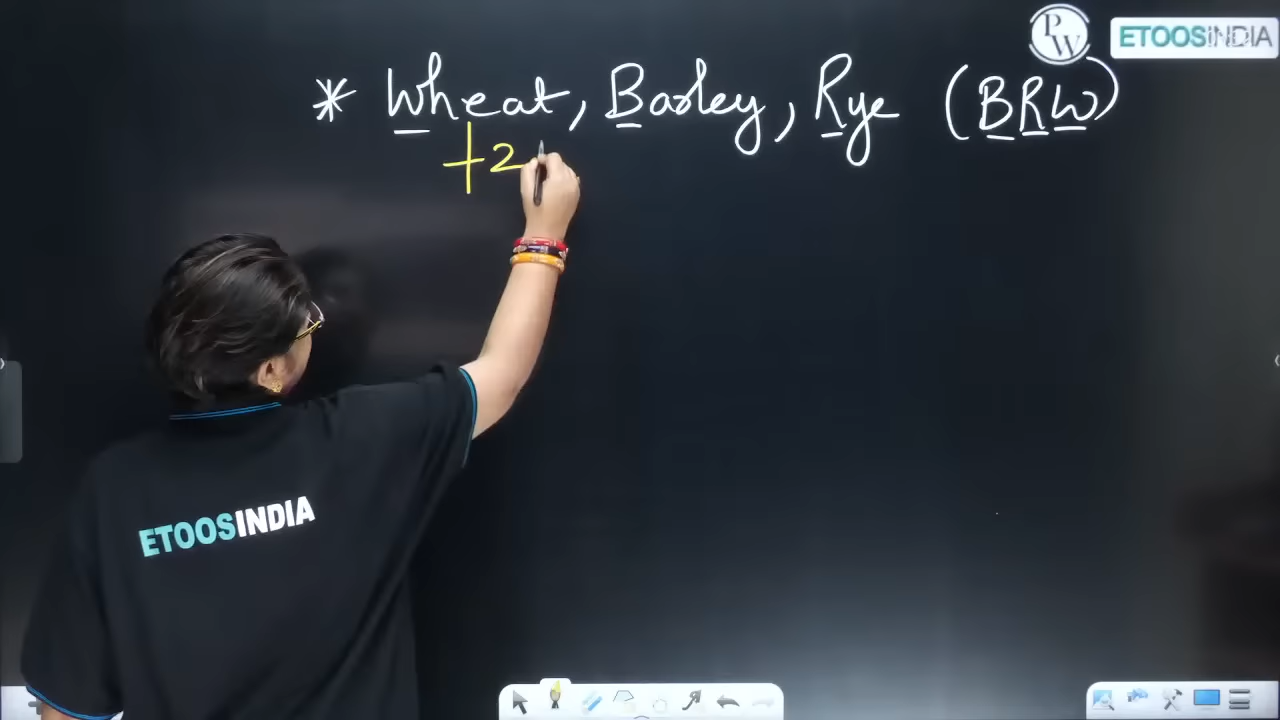 PW ETOOSINDIA
* Wheat, Barley, Rye (BRW)
+2
ETOOSINDIA